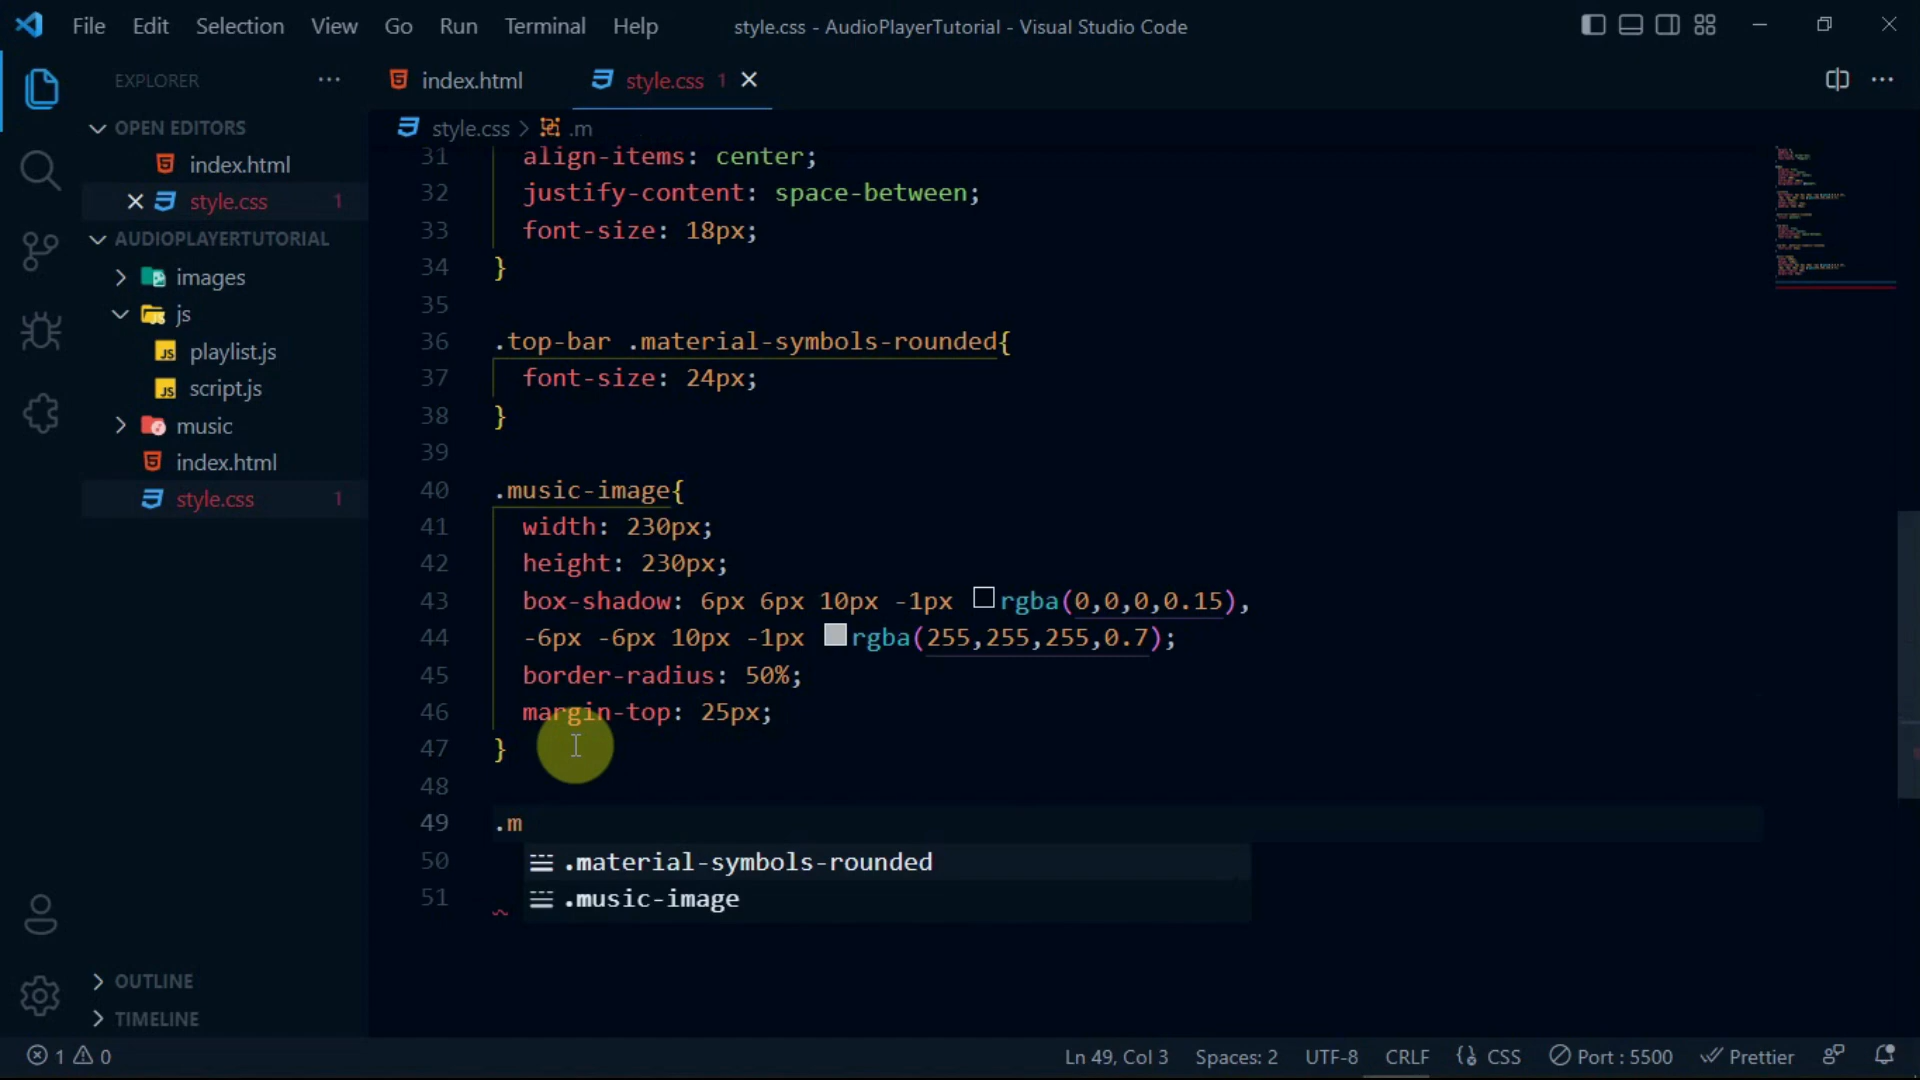 File Edit Selection View Go Run Terminal Help style.css - AudioPlayerTutorial - Visual Studio Code
EXPLORER
OPEN EDITORS
index.html
style.css 1
AUDIOPLAYERTUTORIAL
images
js
playlist.js
script.js
music
index.html
style.css 1
OUTLINE
TIMELINE
index.html style.css 1
style.css > .m
31 align-items: center;
32 justify-content: space-between;
33 font-size: 18px;
34 }
35
36 .top-bar .material-symbols-rounded{
37 font-size: 24px;
38 }
39
40 .music-image{
41 width: 230px;
42 height: 230px;
43 box-shadow: 6px 6px 10px -1px rgba(0,0,0,0.15),
44 -6px -6px 10px -1px rgba(255,255,255,0.7);
45 border-radius: 50%;
46 margin-top: 25px;
47 }
48
49 .m
50 .material-symbols-rounded
51 .music-image
1 0 Ln 49, Col 3 Spaces: 2 UTF-8 CRLF CSS Port : 5500 Prettier